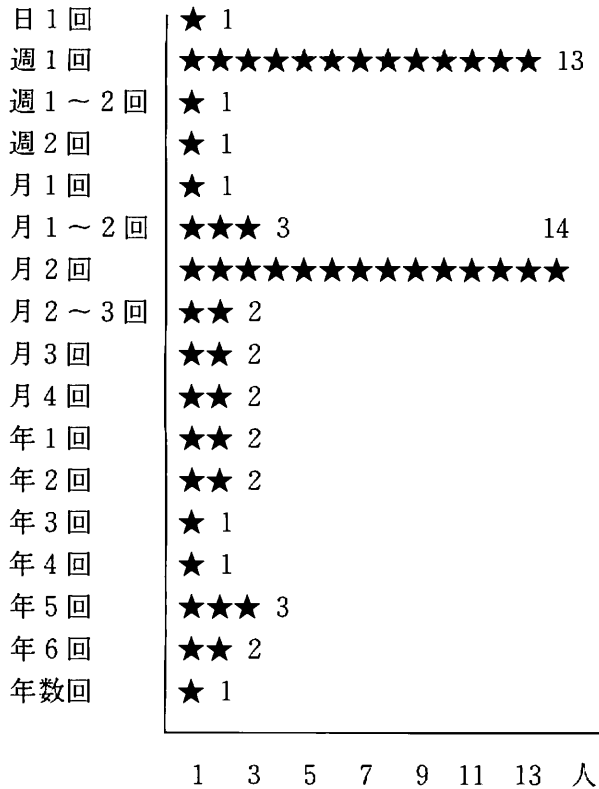 日1回 ★ 1
週1回 ★★★★★★★★★★★★★ 13
週1～2回 ★ 1
週2回 ★ 1
月1回 ★ 1
月1～2回 ★★★ 3 14
月2回 ★★★★★★★★★★★★★★
月2～3回 ★★ 2
月3回 ★★ 2
月4回 ★★ 2
年1回 ★★ 2
年2回 ★★ 2
年3回 ★ 1
年4回 ★ 1
年5回 ★★★ 3
年6回 ★★ 2
年数回 ★ 1
1 3 5 7 9 11 13 人